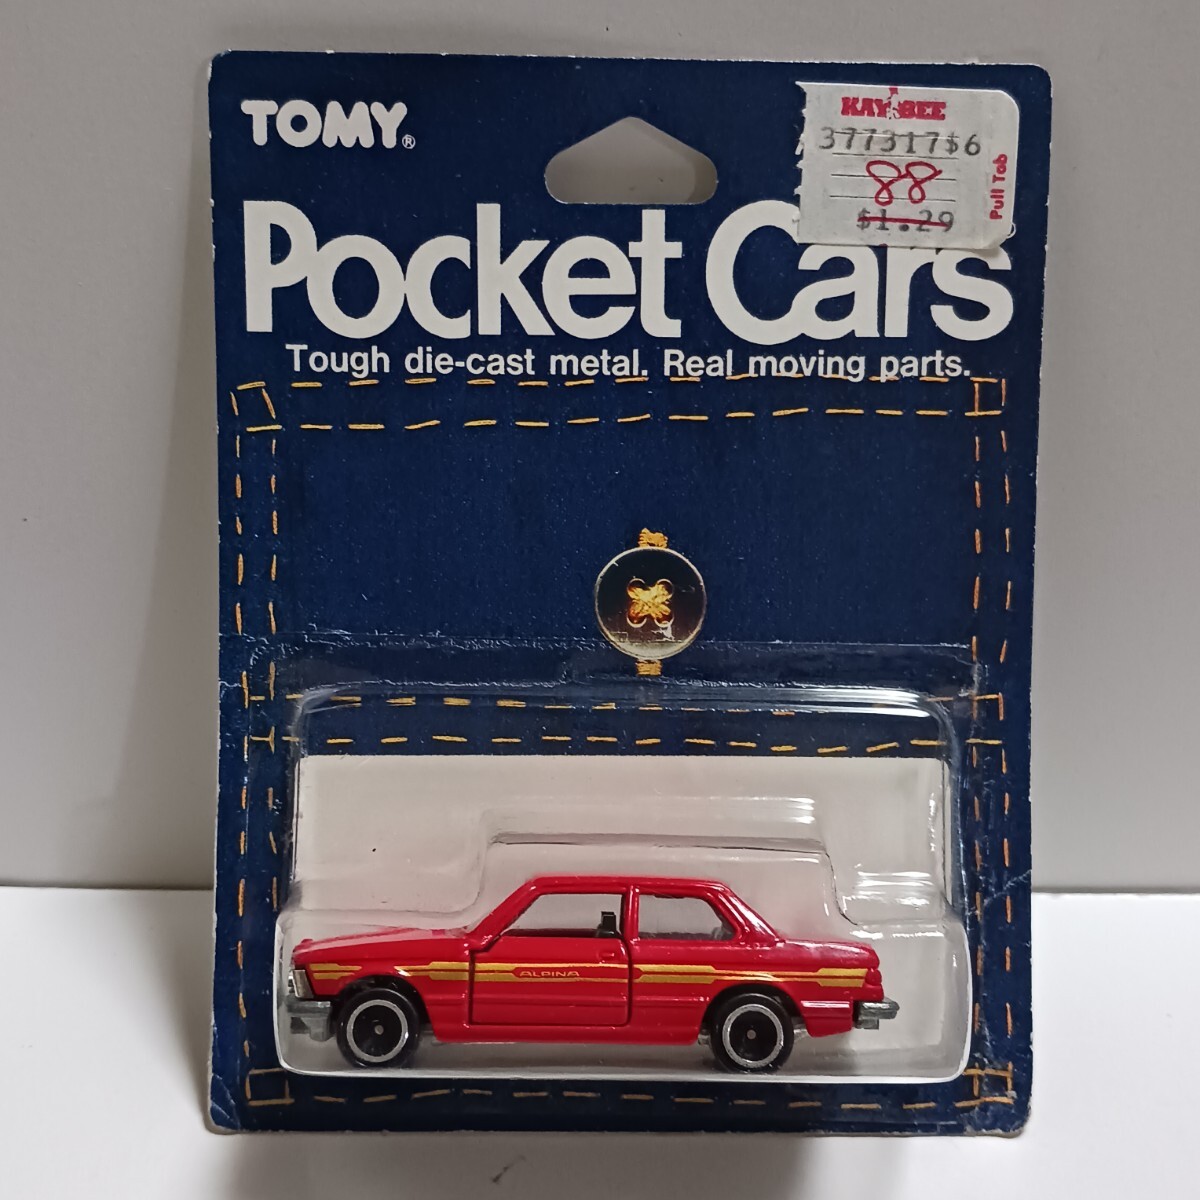 TOMY®
KAY BEE
377317$6
88
$1.29
Pull Tab
Pocket Cars
Tough die-cast metal. Real moving parts.
ALPINA